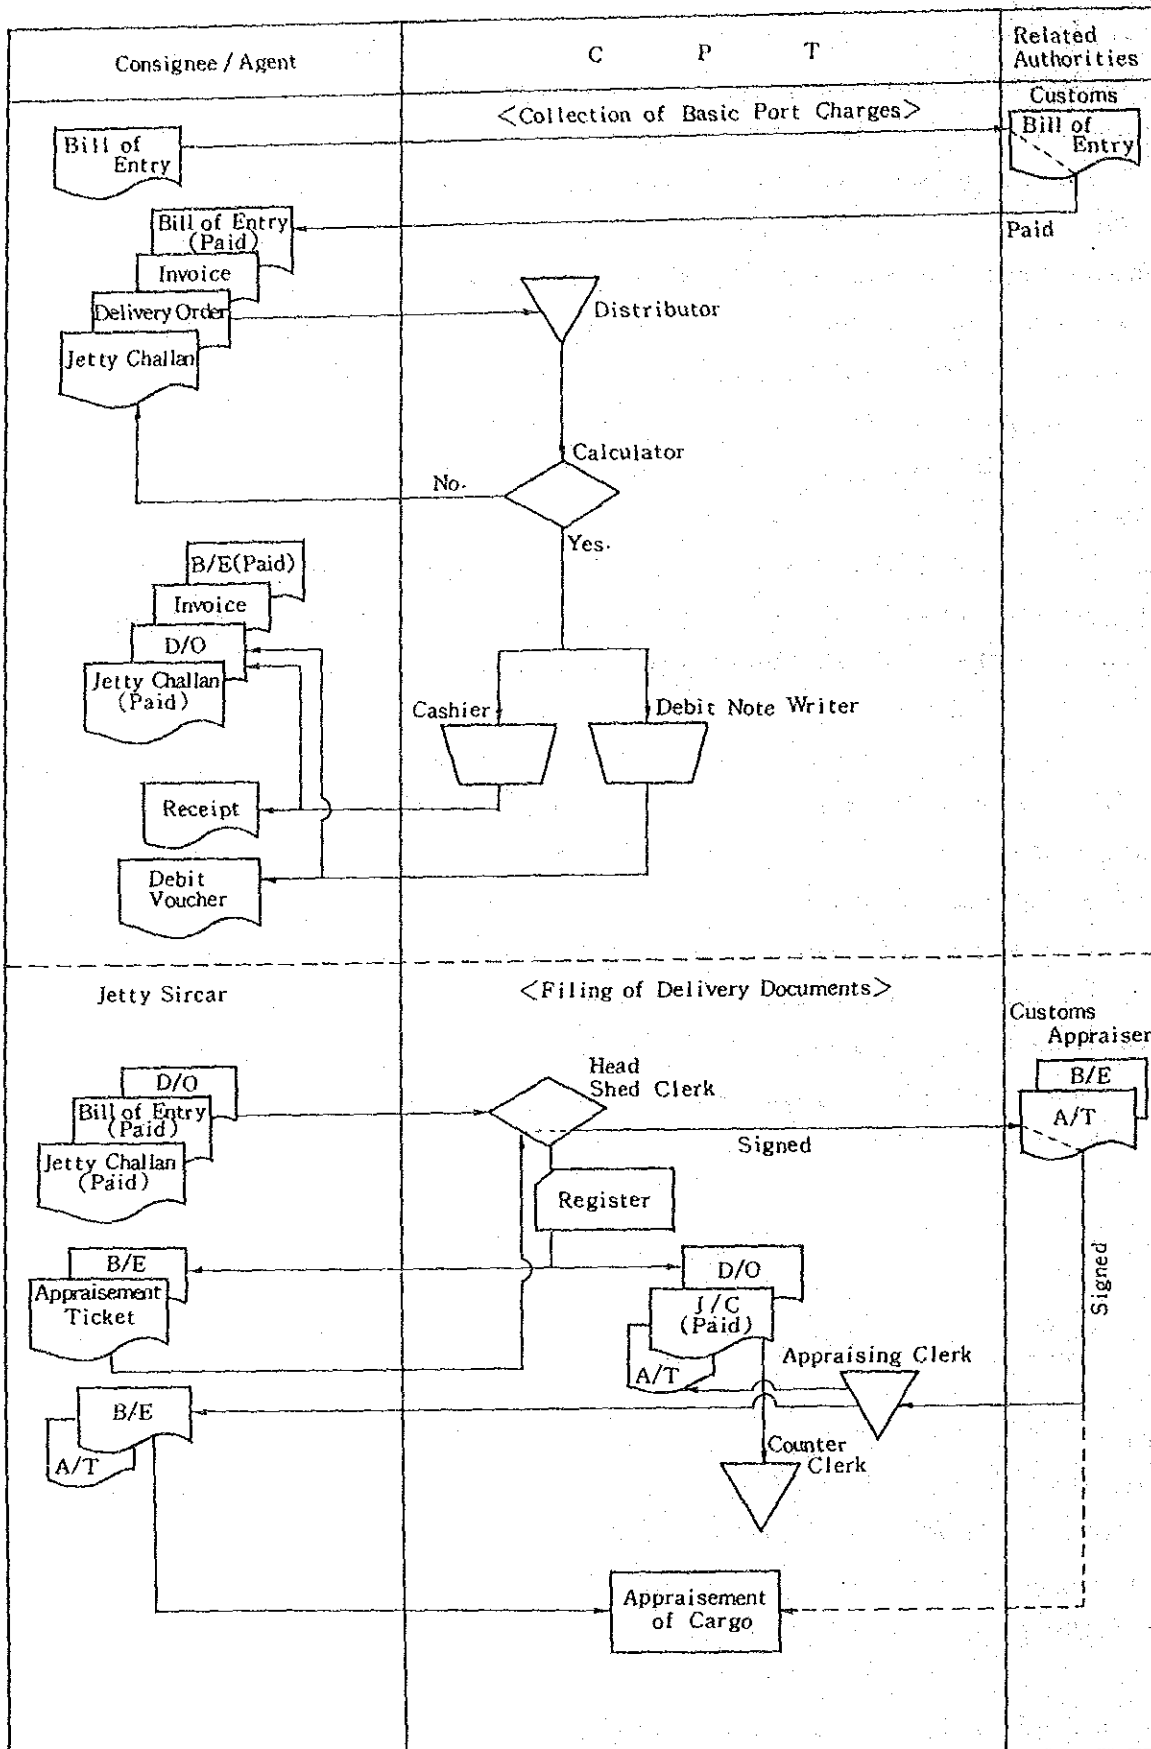 Consignee / Agent
C P T
Related
Authorities
<Collection of Basic Port Charges>
Customs
Bill of
Entry
Bill of
Entry
Bill of Entry
(Paid)
Paid
Invoice
Delivery Order
Distributor
Jetty Challan
Calculator
No.
Yes.
B/E(Paid)
Invoice
D/O
Jetty Challan
(Paid)
Cashier
Debit Note Writer
Receipt
Debit
Voucher
Jetty Sircar
<Filing of Delivery Documents>
Customs
Appraiser
D/O
Bill of Entry
(Paid)
Jetty Challan
(Paid)
Head
Shed Clerk
B/E
A/T
Signed
Register
B/E
Appraisement
Ticket
D/O
J/C
(Paid)
A/T
Signed
Appraising Clerk
B/E
A/T
Counter
Clerk
Appraisement
of Cargo